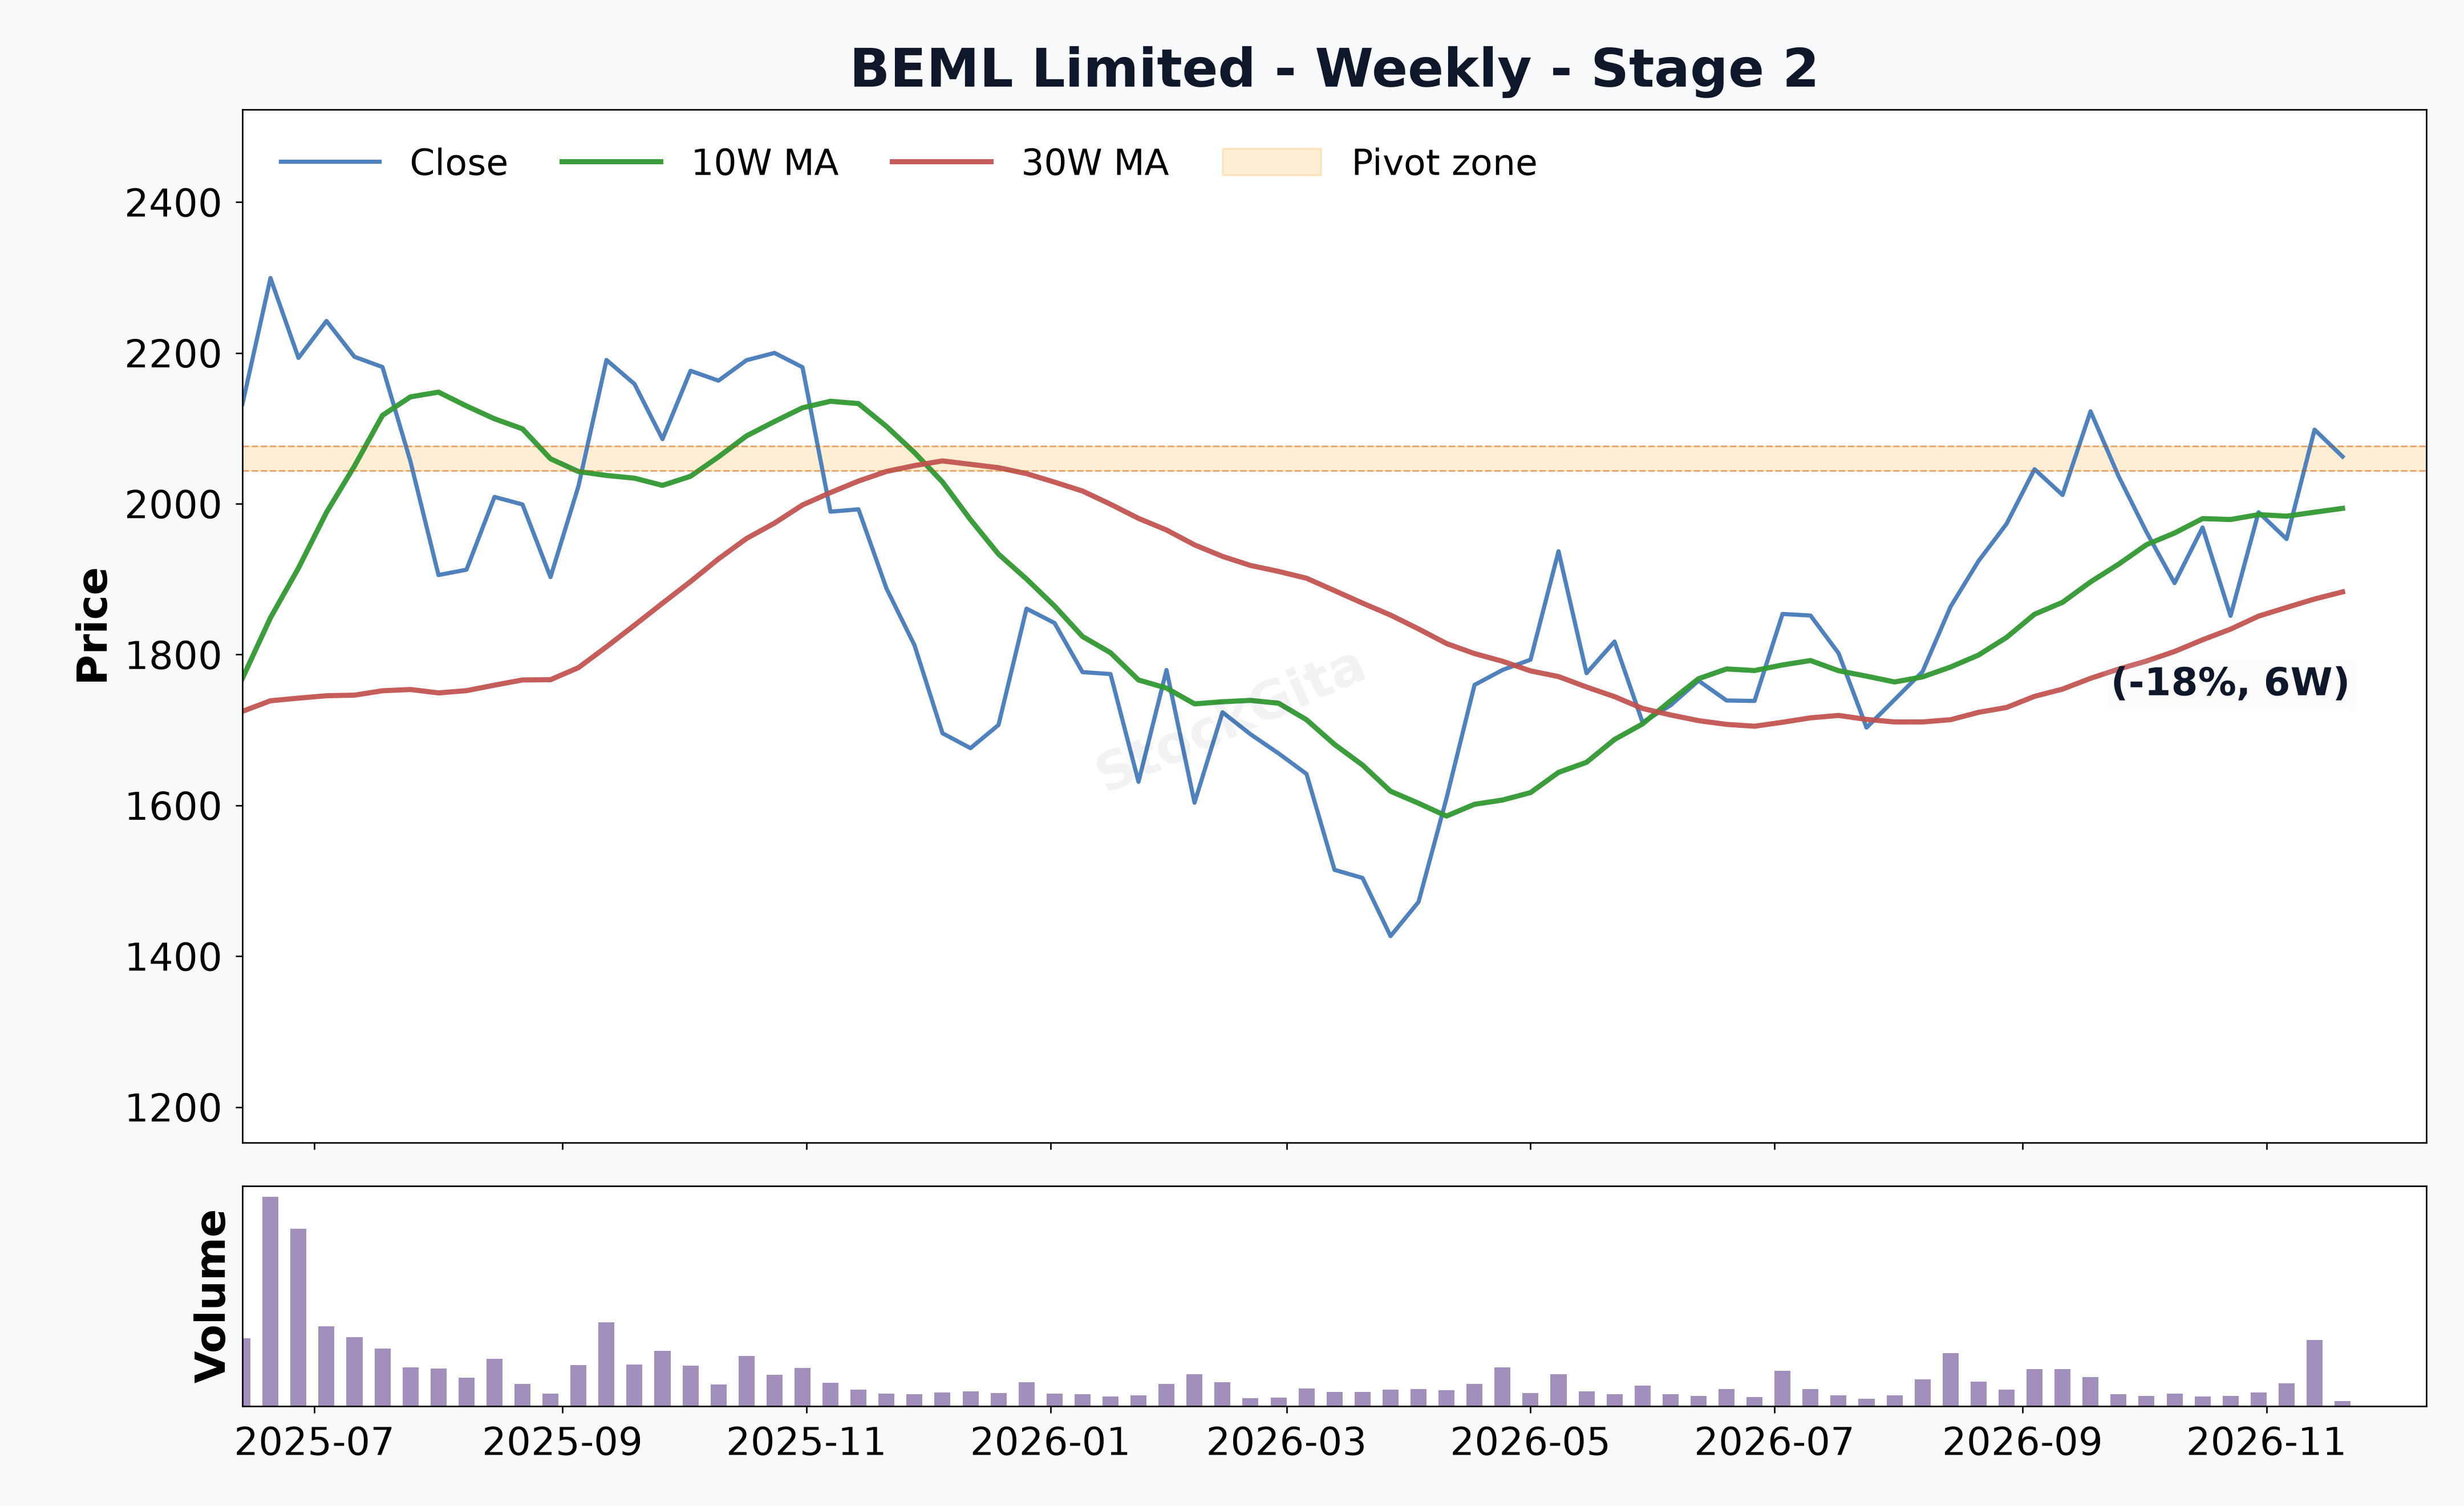 BEML Limited - Weekly - Stage 2
Close 10W MA 30W MA Pivot zone
2400
2200
2000
1800
1600
1400
1200
Price
(-18%, 6W)
StockGita
Volume
2025-07 2025-09 2025-11 2026-01 2026-03 2026-05 2026-07 2026-09 2026-11